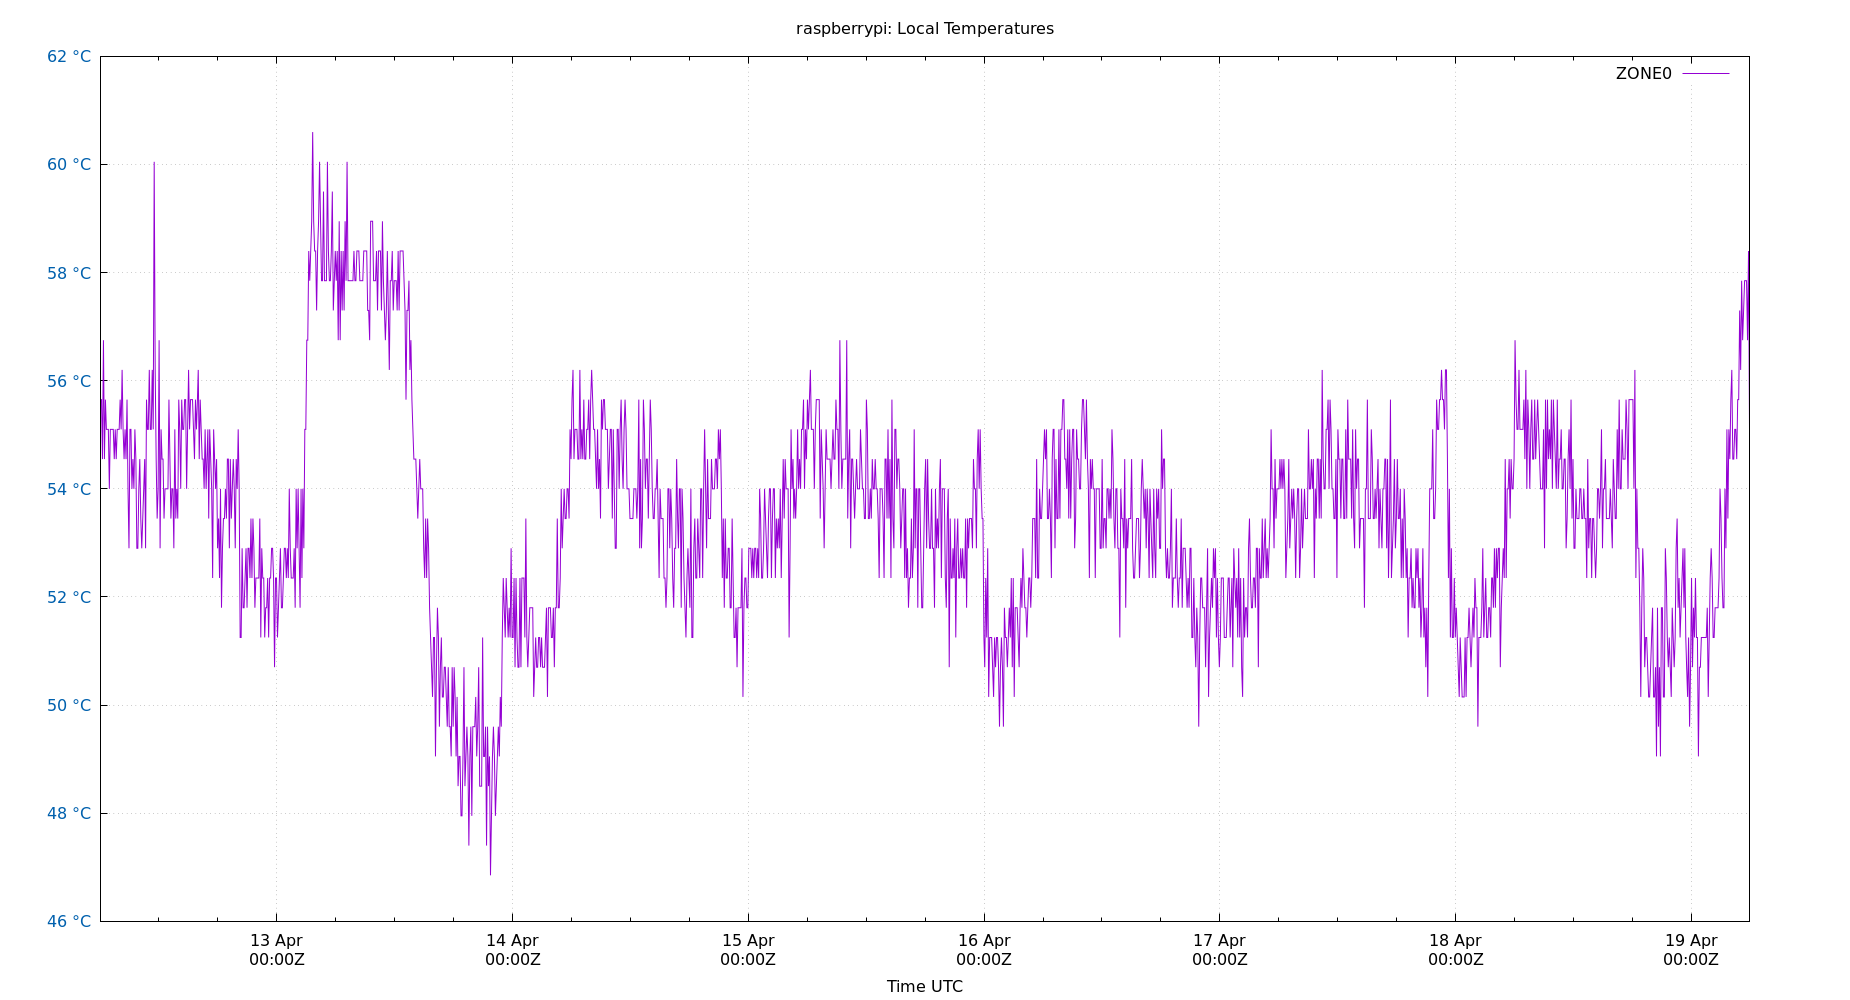 raspberrypi: Local Temperatures
ZONE0
62 °C
60 °C
58 °C
56 °C
54 °C
52 °C
50 °C
48 °C
46 °C
13 Apr 14 Apr 15 Apr 16 Apr 17 Apr 18 Apr 19 Apr
00:00Z 00:00Z 00:00Z 00:00Z 00:00Z 00:00Z 00:00Z
Time UTC